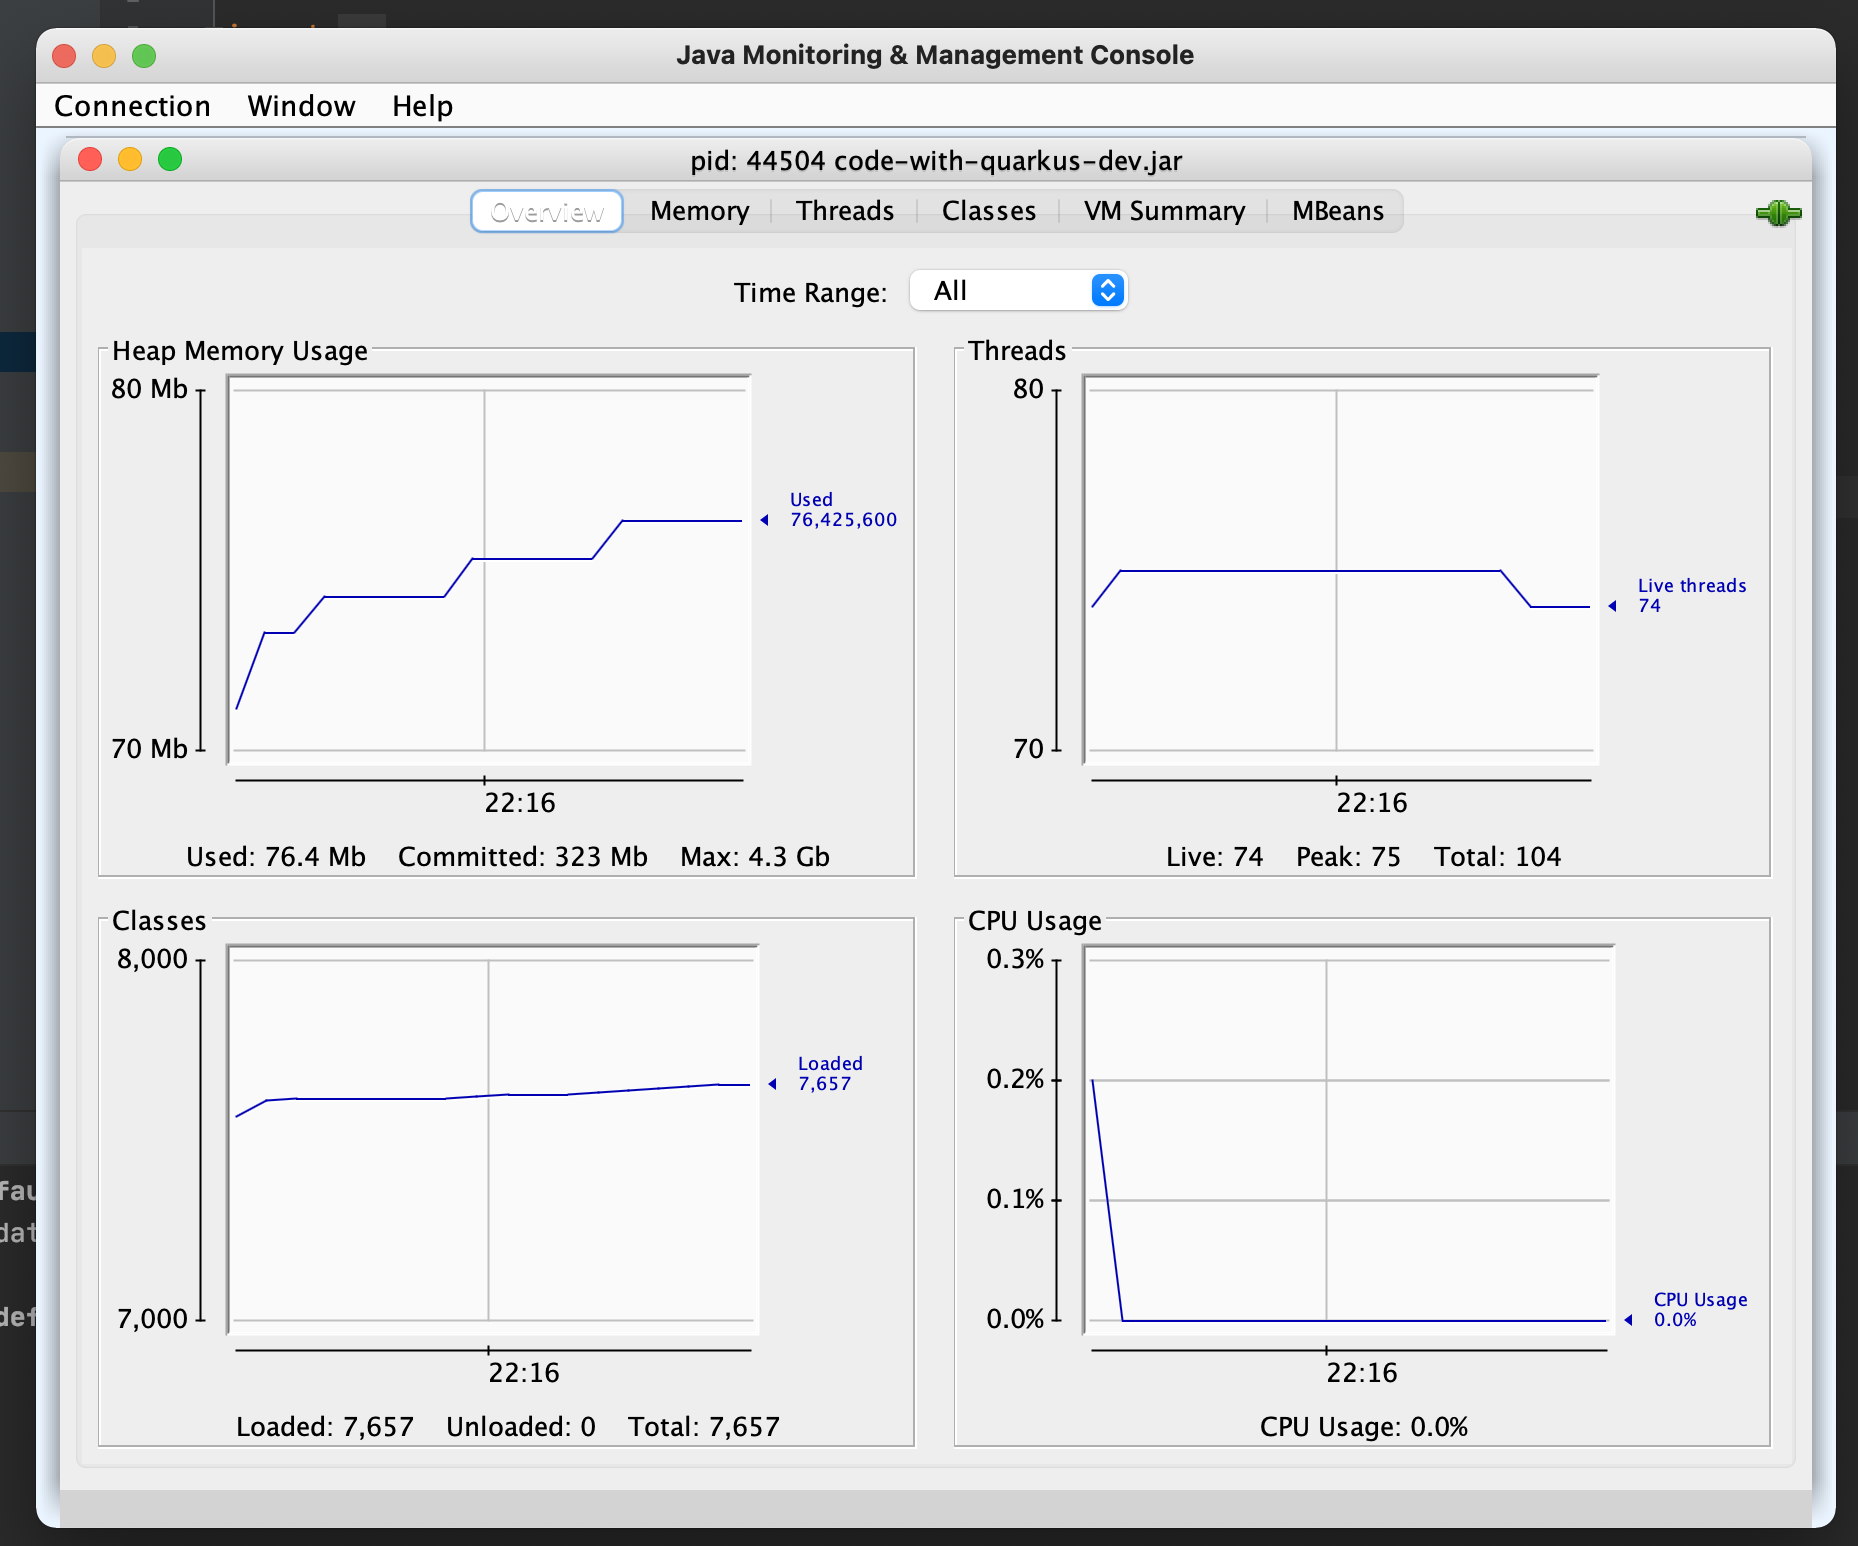 Java Monitoring & Management Console
Connection Window Help
pid: 44504 code-with-quarkus-dev.jar
Overview Memory Threads Classes VM Summary MBeans
Time Range: All
Heap Memory Usage
80 Mb
Used
76,425,600
70 Mb
22:16
Used: 76.4 Mb Committed: 323 Mb Max: 4.3 Gb
Threads
80
Live threads
74
70
22:16
Live: 74 Peak: 75 Total: 104
Classes
8,000
Loaded
7,657
7,000
22:16
Loaded: 7,657 Unloaded: 0 Total: 7,657
CPU Usage
0.3%
0.2%
0.1%
0.0%
CPU Usage
0.0%
22:16
CPU Usage: 0.0%
fau
dat
def